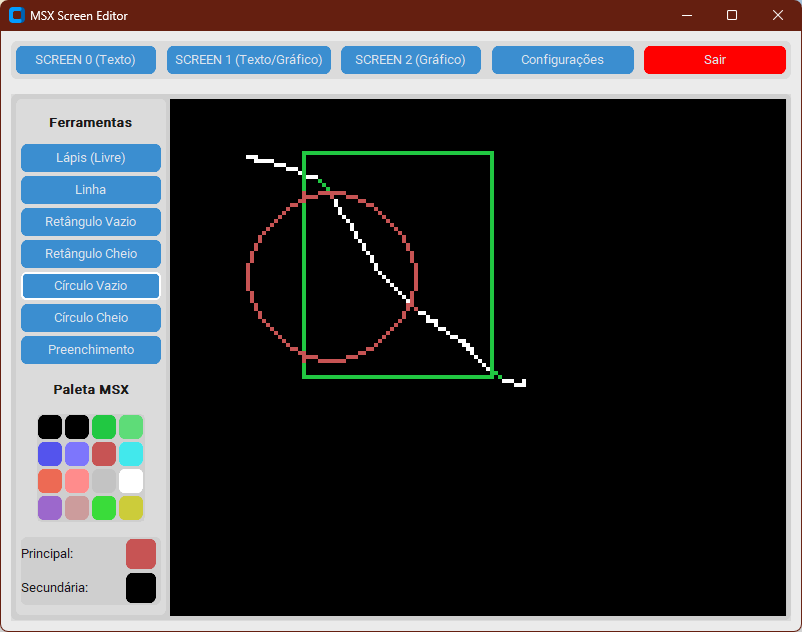 MSX Screen Editor
SCREEN 0 (Texto) SCREEN 1 (Texto/Gráfico) SCREEN 2 (Gráfico) Configurações Sair
Ferramentas
Lápis (Livre)
Linha
Retângulo Vazio
Retângulo Cheio
Círculo Vazio
Círculo Cheio
Preenchimento
Paleta MSX
Principal:
Secundária: